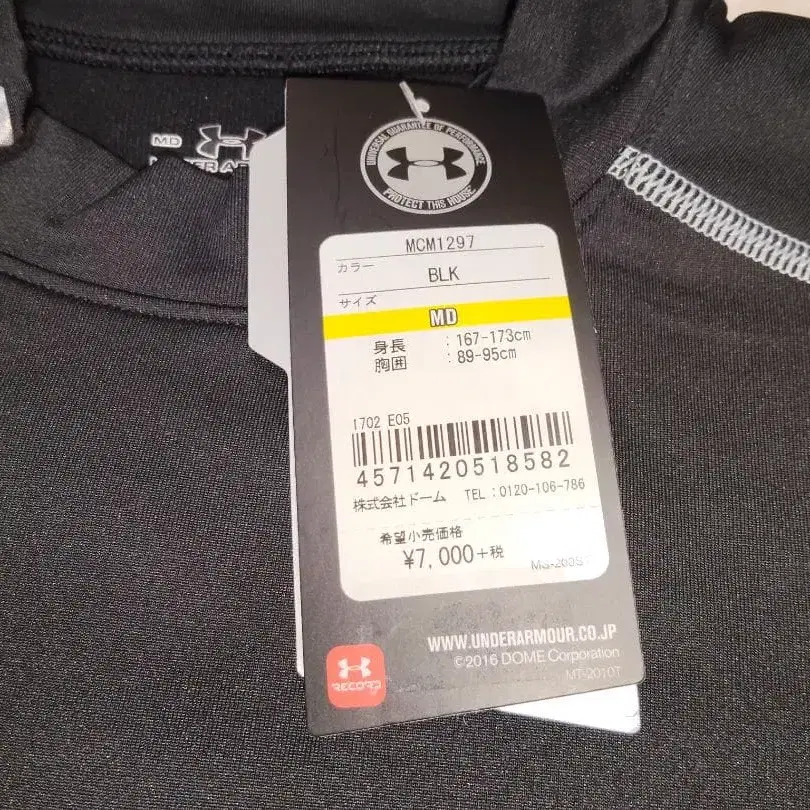 MD
UNDER AR
UNIVERSAL GUARANTEE OF PERFORMANCE
PROTECT THIS HOUSE
MCM1297
カラー
BLK
サイズ
MD
身長 :167-173cm
胸囲 :89-95cm
1702 E05
4571420518582
株式会社ドーム TEL:0120-106-786
希望小売価格
¥7,000+税
WWW.UNDERARMOUR.CO.JP
©2016 DOME Corporation
MT-2010T
RECORD